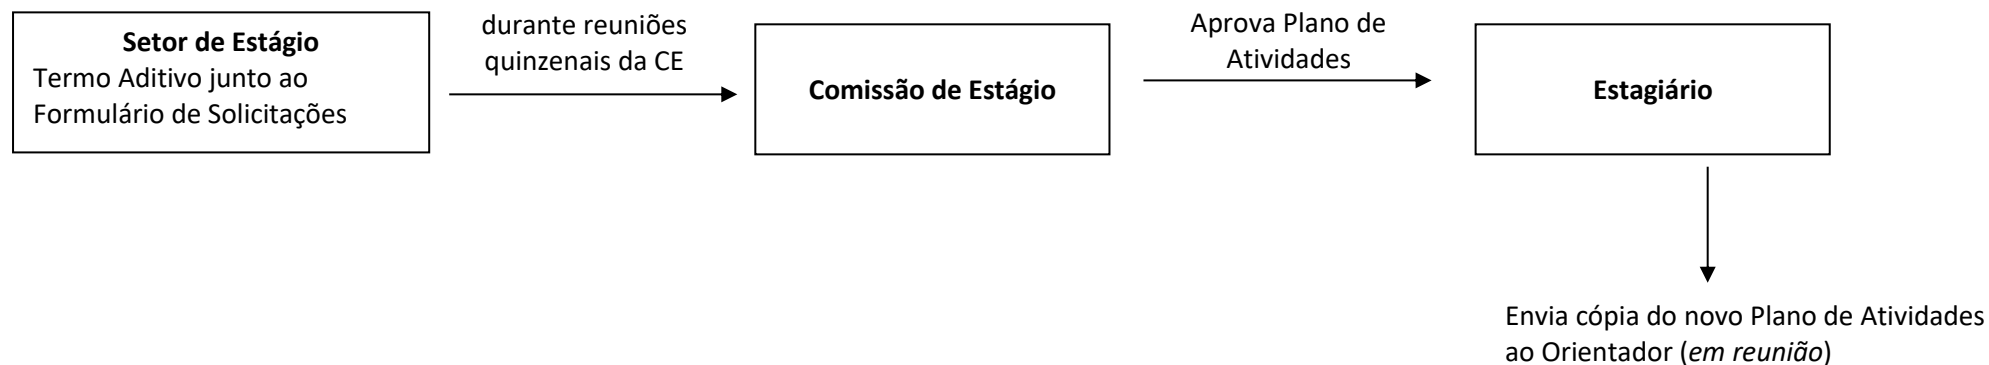 Setor de Estágio
Termo Aditivo junto ao
Formulário de Solicitações
durante reuniões
quinzenais da CE
Comissão de Estágio
Aprova Plano de
Atividades
Estagiário
Envia cópia do novo Plano de Atividades
ao Orientador (em reunião)